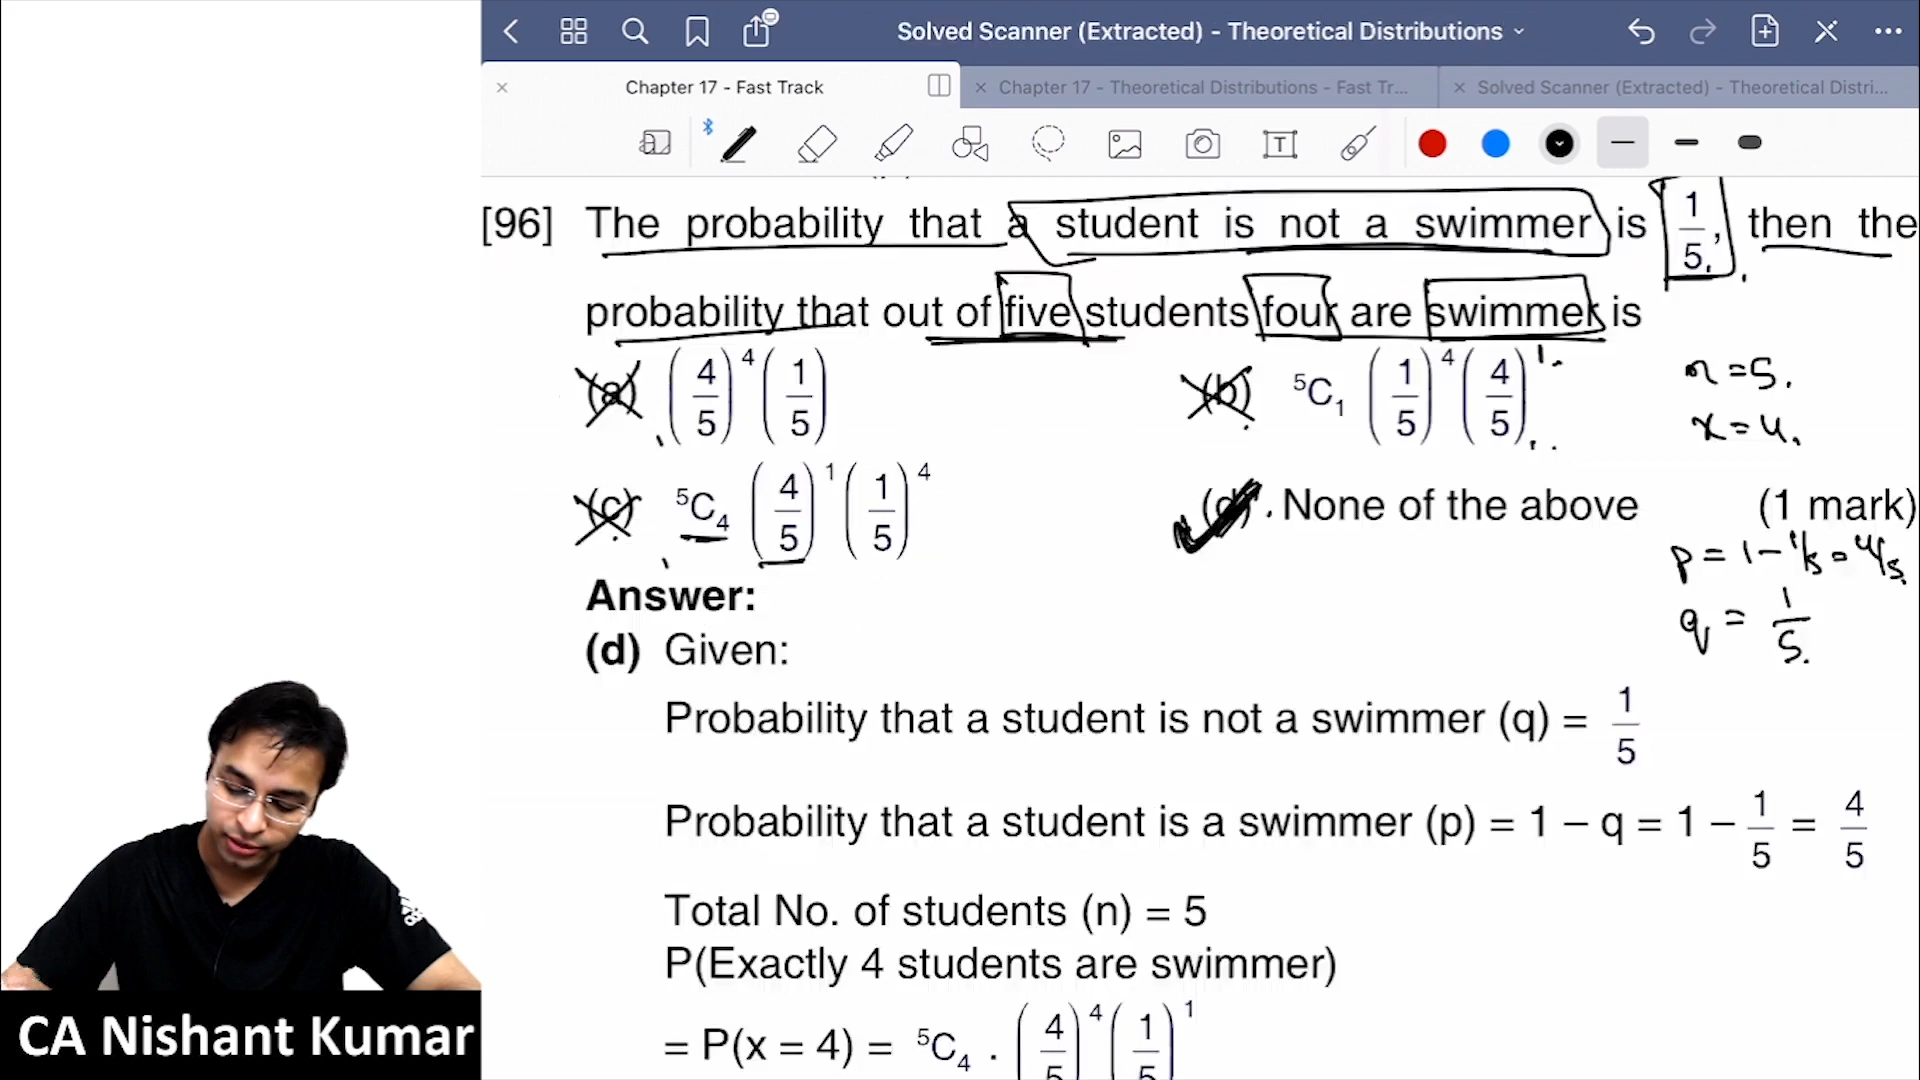 Solved Scanner (Extracted) - Theoretical Distributions
Chapter 17 - Fast Track
Chapter 17 - Theoretical Distributions - Fast Tr...
Solved Scanner (Extracted) - Theoretical Distri...
[96] The probability that a student is not a swimmer is 1/5, then the
probability that out of five students four are swimmer is
(a) (4/5)^4 (1/5)
(b) ⁵C₁ (1/5)^4 (4/5)^1
n = 5.
x = 4.
(c) ⁵C₄ (4/5)^1 (1/5)^4
(d) None of the above (1 mark)
p = 1 - 1/5 = 4/5
q = 1/5
Answer:
(d) Given:
Probability that a student is not a swimmer (q) = 1/5
Probability that a student is a swimmer (p) = 1 – q = 1 – 1/5 = 4/5
Total No. of students (n) = 5
P(Exactly 4 students are swimmer)
= P(x = 4) = ⁵C₄ . (4/5)^4 (1/5)^1
CA Nishant Kumar